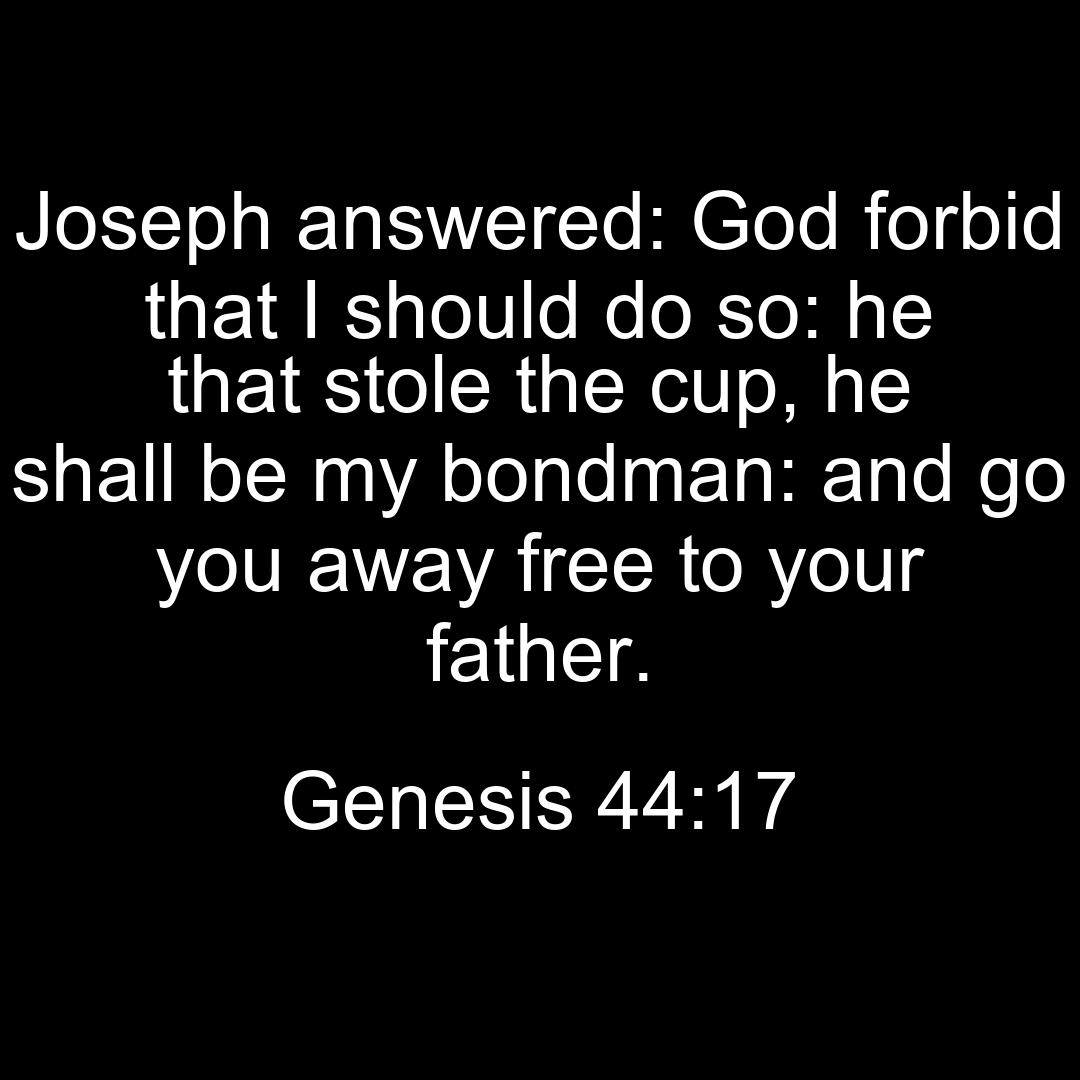 Joseph answered: God forbid
that I should do so: he
that stole the cup, he
shall be my bondman: and go
you away free to your
father.
Genesis 44:17